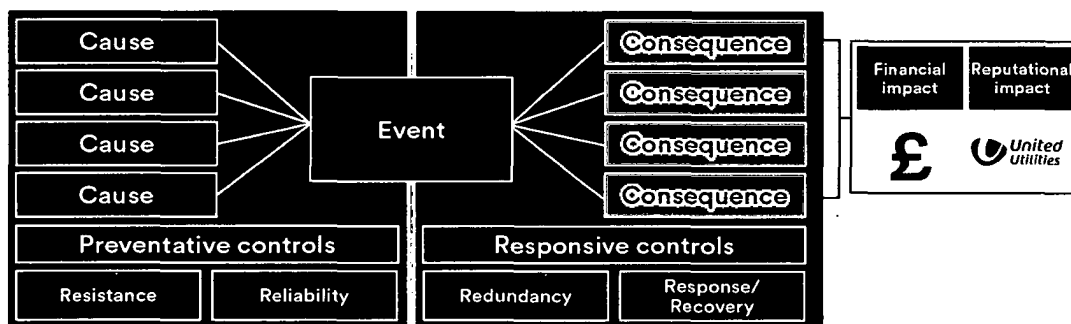 Cause
Cause
Cause
Cause
Event
Consequence
Consequence
Consequence
Consequence
Financial
impact
Reputational
impact
£
United
Utilities
Preventative controls
Responsive controls
Resistance
Reliability
Redundancy
Response/
Recovery